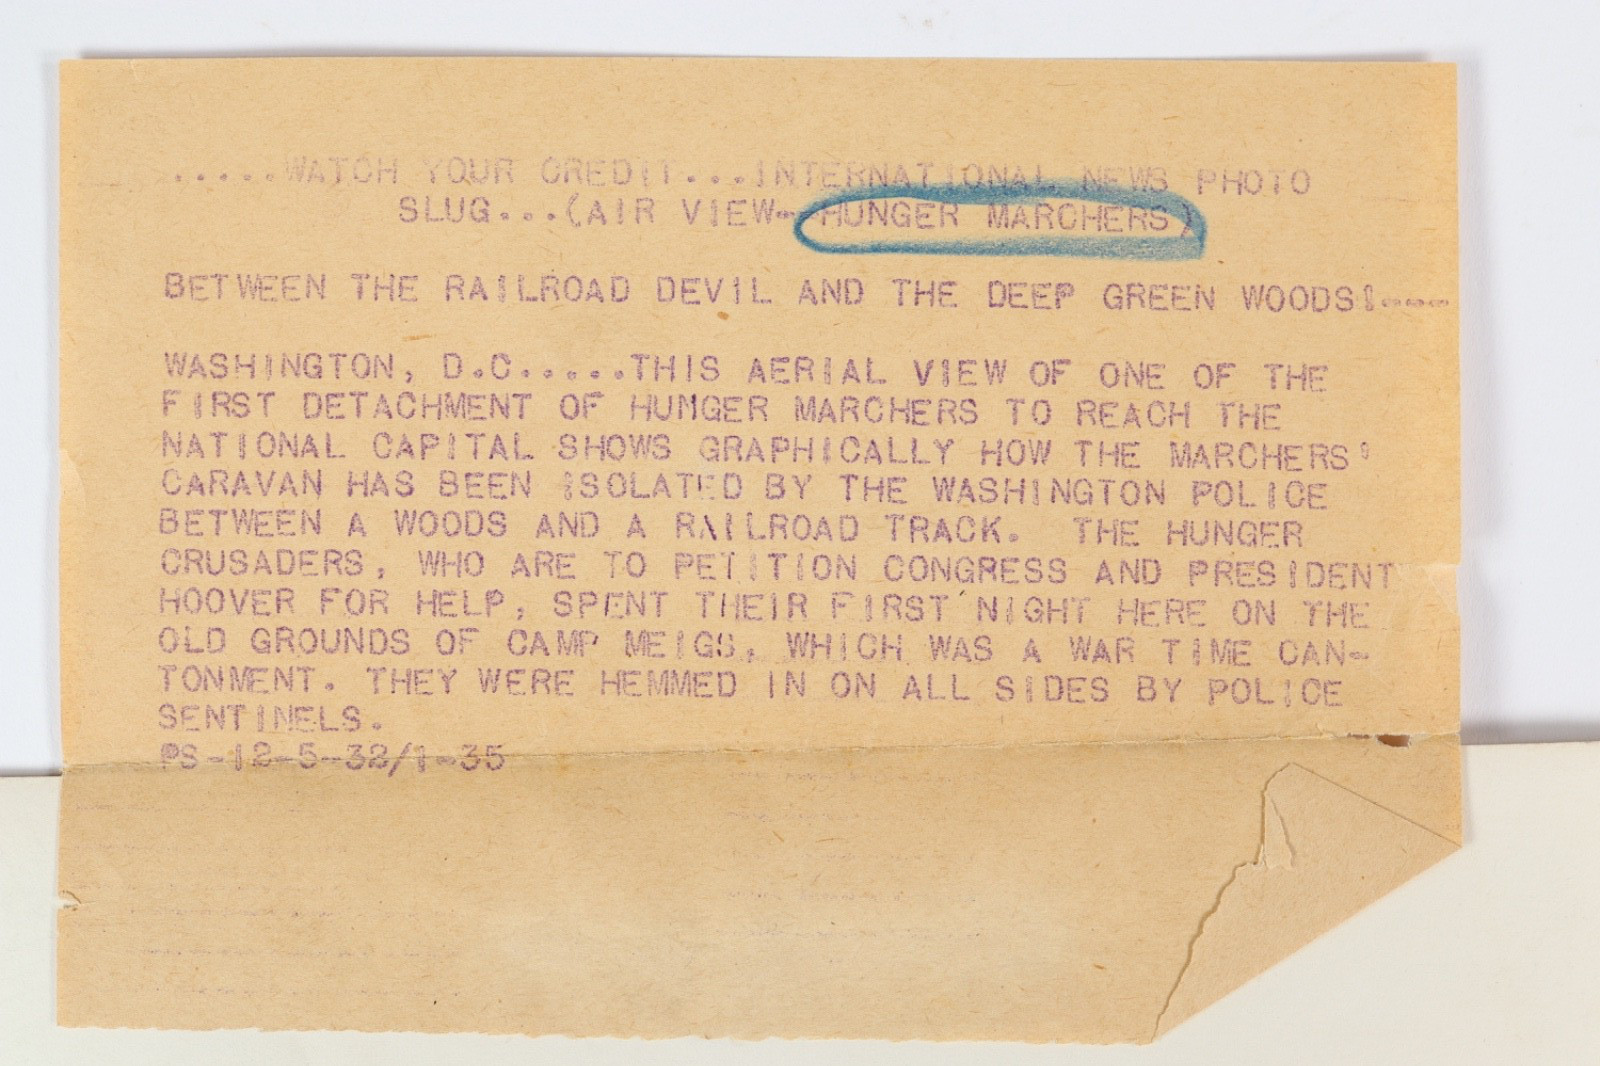 .....WATCH YOUR CREDIT...INTERNATIONAL NEWS PHOTO
SLUG...(AIR VIEW--HUNGER MARCHERS)
BETWEEN THE RAILROAD DEVIL AND THE DEEP GREEN WOODS:---
WASHINGTON, D.C.....THIS AERIAL VIEW OF ONE OF THE
FIRST DETACHMENT OF HUNGER MARCHERS TO REACH THE
NATIONAL CAPITAL SHOWS GRAPHICALLY HOW THE MARCHERS'
CARAVAN HAS BEEN ISOLATED BY THE WASHINGTON POLICE
BETWEEN A WOODS AND A RAILROAD TRACK. THE HUNGER
CRUSADERS, WHO ARE TO PETITION CONGRESS AND PRESIDENT
HOOVER FOR HELP, SPENT THEIR FIRST NIGHT HERE ON THE
OLD GROUNDS OF CAMP MEIGS, WHICH WAS A WAR TIME CAN-
TONMENT. THEY WERE HEMMED IN ON ALL SIDES BY POLICE
SENTINELS.
PS-12-5-32/1-35